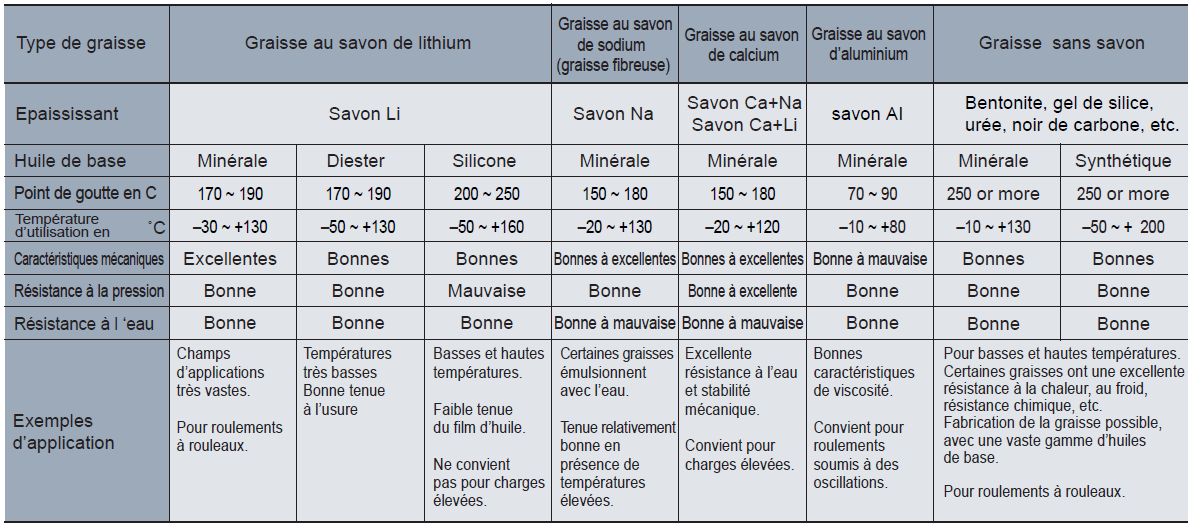 Type de graisse
Graisse au savon de lithium
Graisse au savon
de sodium
(graisse fibreuse)
Graisse au savon
de calcium
Graisse au savon
d'aluminium
Graisse sans savon
Epaississant
Savon Li
Savon Na
Savon Ca+Na
Savon Ca+Li
savon Al
Bentonite, gel de silice,
urée, noir de carbone, etc.
Huile de base
Minérale
Diester
Silicone
Minérale
Minérale
Minérale
Minérale
Synthétique
Point de goutte en C
170 ~ 190
170 ~ 190
200 ~ 250
150 ~ 180
150 ~ 180
70 ~ 90
250 or more
250 or more
Température
d'utilisation en °C
–30 ~ +130
–50 ~ +130
–50 ~ +160
–20 ~ +130
–20 ~ +120
–10 ~ +80
–10 ~ +130
–50 ~ + 200
Caractéristiques mécaniques
Excellentes
Bonnes
Bonnes
Bonnes à excellentes
Bonnes à excellentes
Bonne à mauvaise
Bonnes
Bonnes
Résistance à la pression
Bonne
Bonne
Mauvaise
Bonne
Bonne à excellente
Bonne
Bonne
Bonne
Résistance à l ‘eau
Bonne
Bonne
Bonne
Bonne à mauvaise
Bonne à mauvaise
Bonne
Bonne
Bonne
Exemples
d'application
Champs
d'applications
très vastes.
Pour roulements
à rouleaux.
Températures
très basses
Bonne tenue
à l'usure
Basses et hautes
températures.
Faible tenue
du film d'huile.
Ne convient
pas pour charges
élevées.
Certaines graisses
émulsionnent
avec l'eau.
Tenue relativement
bonne en
présence de
températures
élevées.
Excellente
résistance à l'eau
et stabilité
mécanique.
Convient pour
charges élevées.
Bonnes
caractéristiques
de viscosité.
Convient pour
roulements
soumis à des
oscillations.
Pour basses et hautes températures.
Certaines graisses ont une excellente
résistance à la chaleur, au froid,
résistance chimique, etc.
Fabrication de la graisse possible,
avec une vaste gamme d'huiles
de base.
Pour roulements à rouleaux.